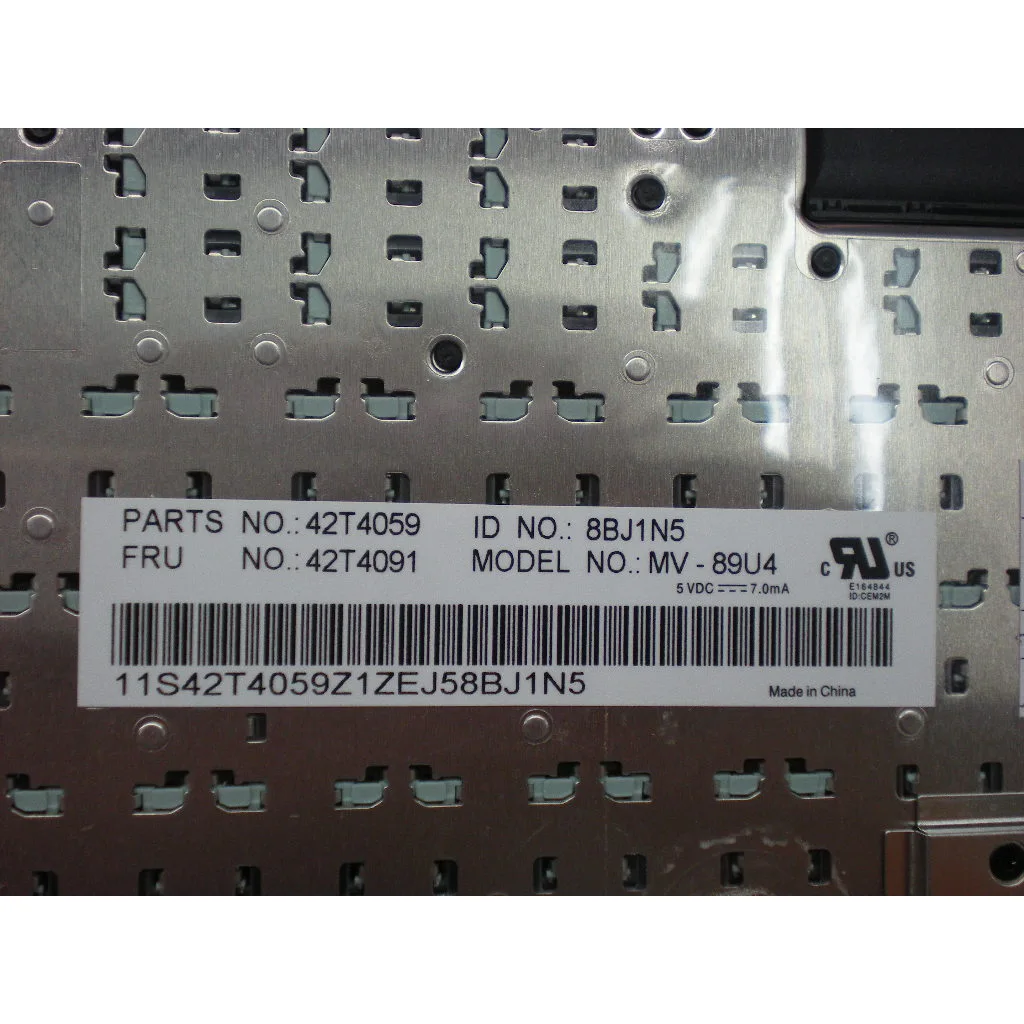 PARTS NO.: 42T4059 ID NO.: 8BJ1N5
FRU NO.: 42T4091 MODEL NO.: MV - 89U4
5 VDC ⎓ 7.0mA
c RU ® US
E164844
ID:CEM2M
11S42T4059Z1ZEJ58BJ1N5
Made in China